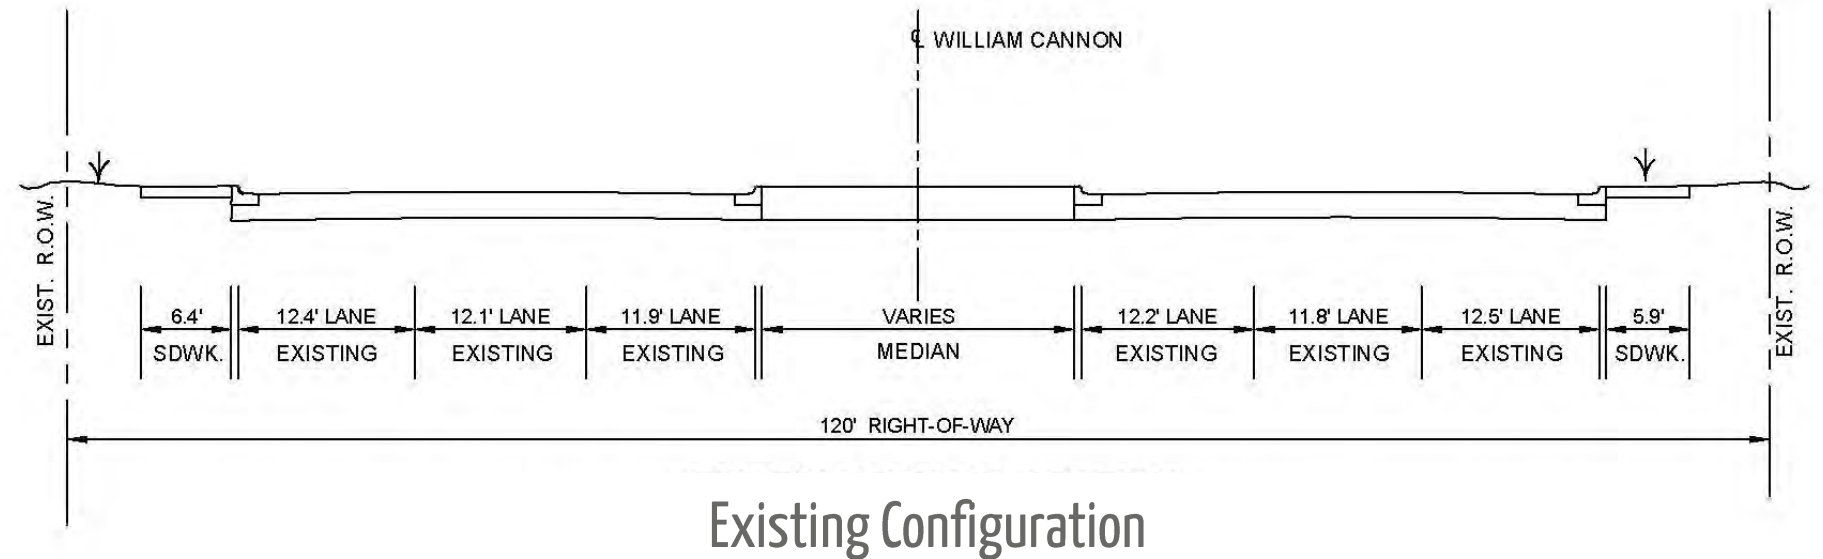 ℄ WILLIAM CANNON
EXIST. R.O.W.
EXIST. R.O.W.
6.4'
SDWK.
12.4' LANE
EXISTING
12.1' LANE
EXISTING
11.9' LANE
EXISTING
VARIES
MEDIAN
12.2' LANE
EXISTING
11.8' LANE
EXISTING
12.5' LANE
EXISTING
5.9'
SDWK.
120' RIGHT-OF-WAY
Existing Configuration